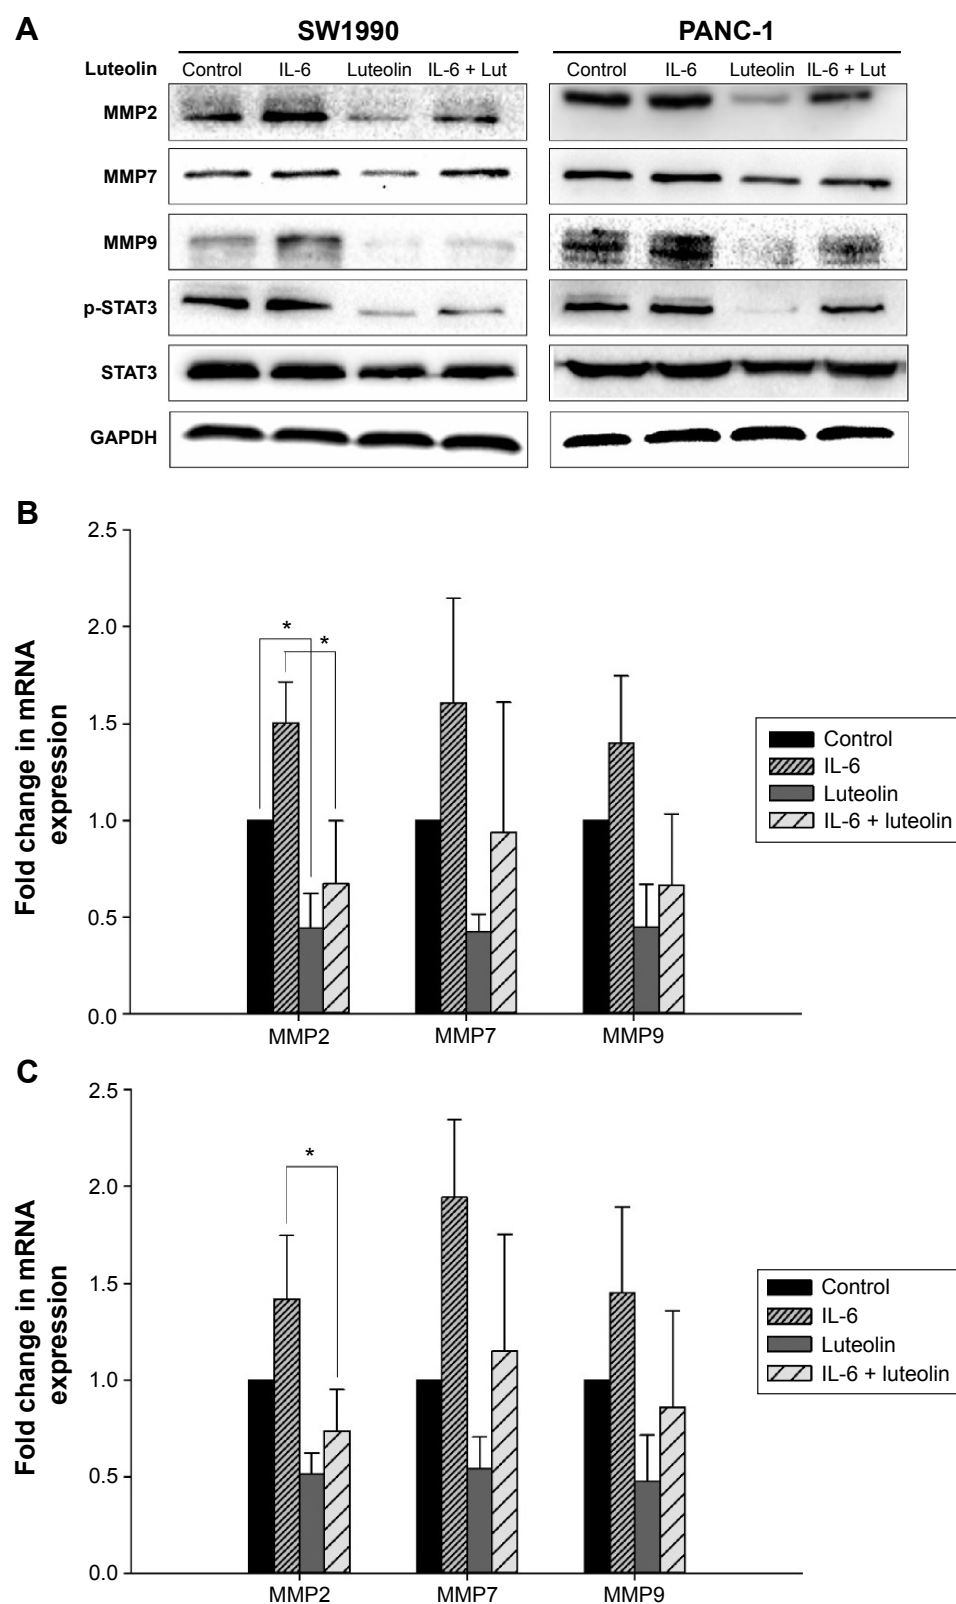 A
SW1990 PANC-1
Luteolin Control IL-6 Luteolin IL-6 + Lut Control IL-6 Luteolin IL-6 + Lut
MMP2
MMP7
MMP9
p-STAT3
STAT3
GAPDH
B
Fold change in mRNA
expression
2.5
2.0
1.5
1.0
0.5
0.0
*
*
MMP2 MMP7 MMP9
Control
IL-6
Luteolin
IL-6 + luteolin
C
Fold change in mRNA
expression
2.5
2.0
1.5
1.0
0.5
0.0
*
MMP2 MMP7 MMP9
Control
IL-6
Luteolin
IL-6 + luteolin